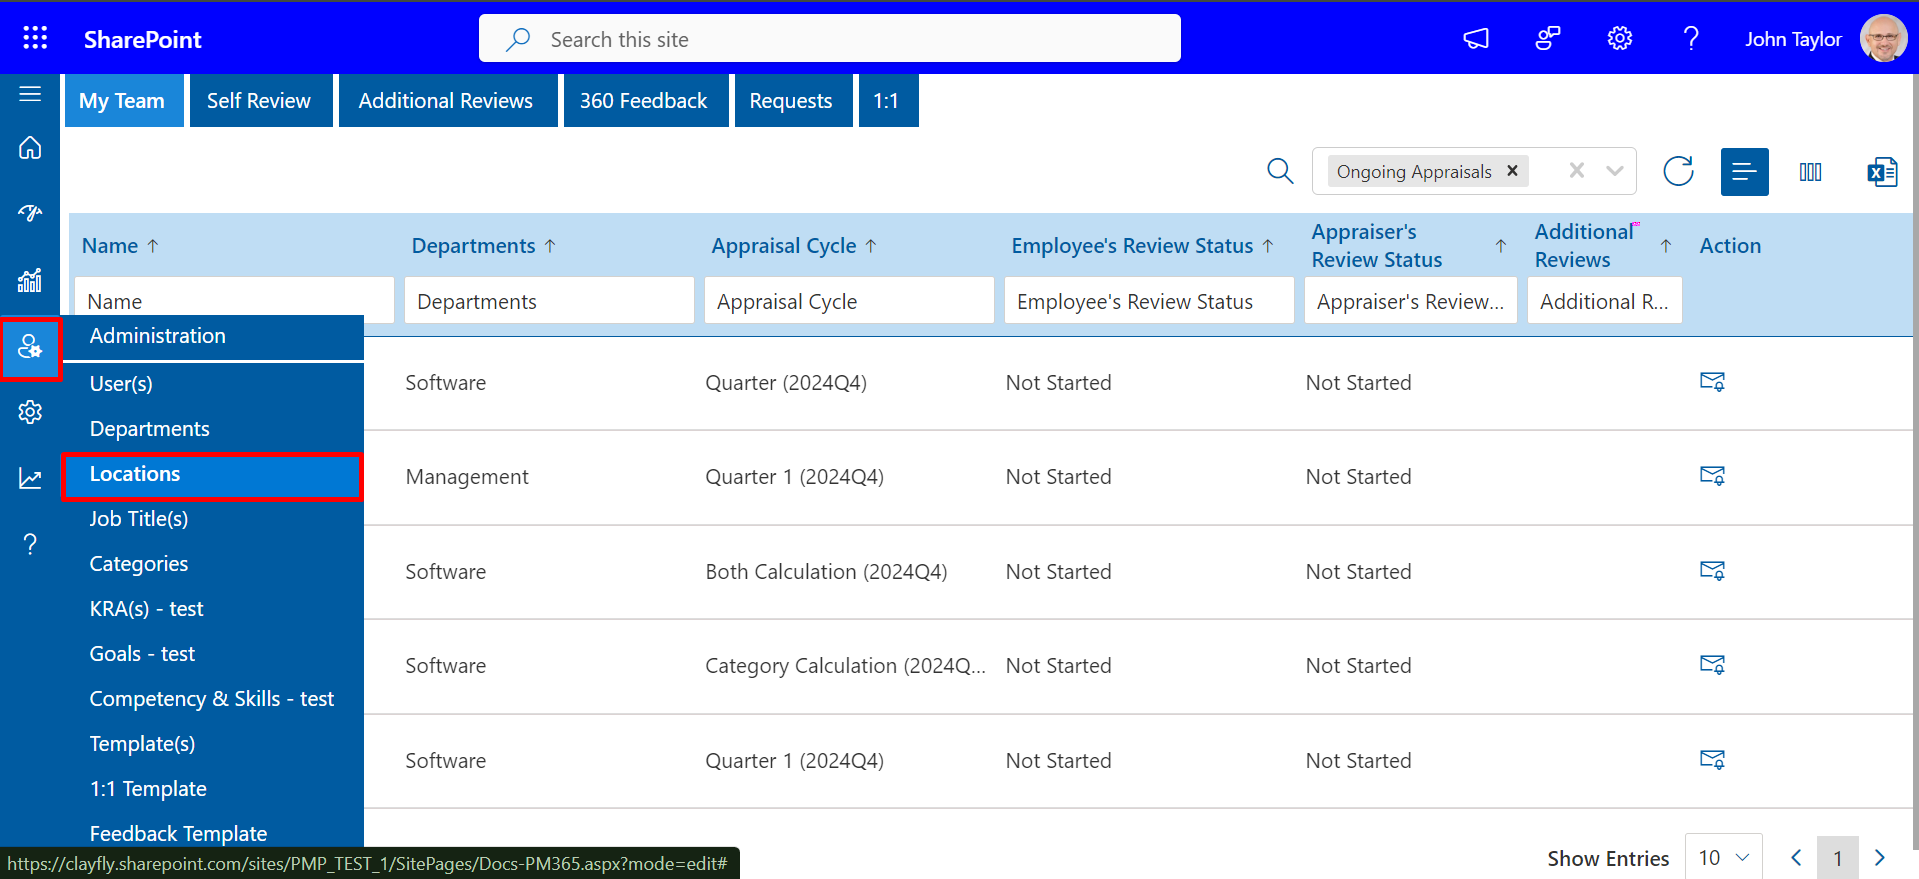 SharePoint
Search this site
John Taylor
My Team
Self Review
Additional Reviews
360 Feedback
Requests
1:1
Ongoing Appraisals
Name
Departments
Appraisal Cycle
Employee's Review Status
Appraiser's
Review Status
Additional
Reviews
Action
Name
Departments
Appraisal Cycle
Employee's Review Status
Appraiser's Review...
Additional R...
Administration
User(s)
Departments
Locations
Job Title(s)
Categories
KRA(s) - test
Goals - test
Competency & Skills - test
Template(s)
1:1 Template
Feedback Template
Software
Quarter (2024Q4)
Not Started
Not Started
Management
Quarter 1 (2024Q4)
Not Started
Not Started
Software
Both Calculation (2024Q4)
Not Started
Not Started
Software
Category Calculation (2024Q...
Not Started
Not Started
Software
Quarter 1 (2024Q4)
Not Started
Not Started
Show Entries
10
1
https://clayfly.sharepoint.com/sites/PMP_TEST_1/SitePages/Docs-PM365.aspx?mode=edit#